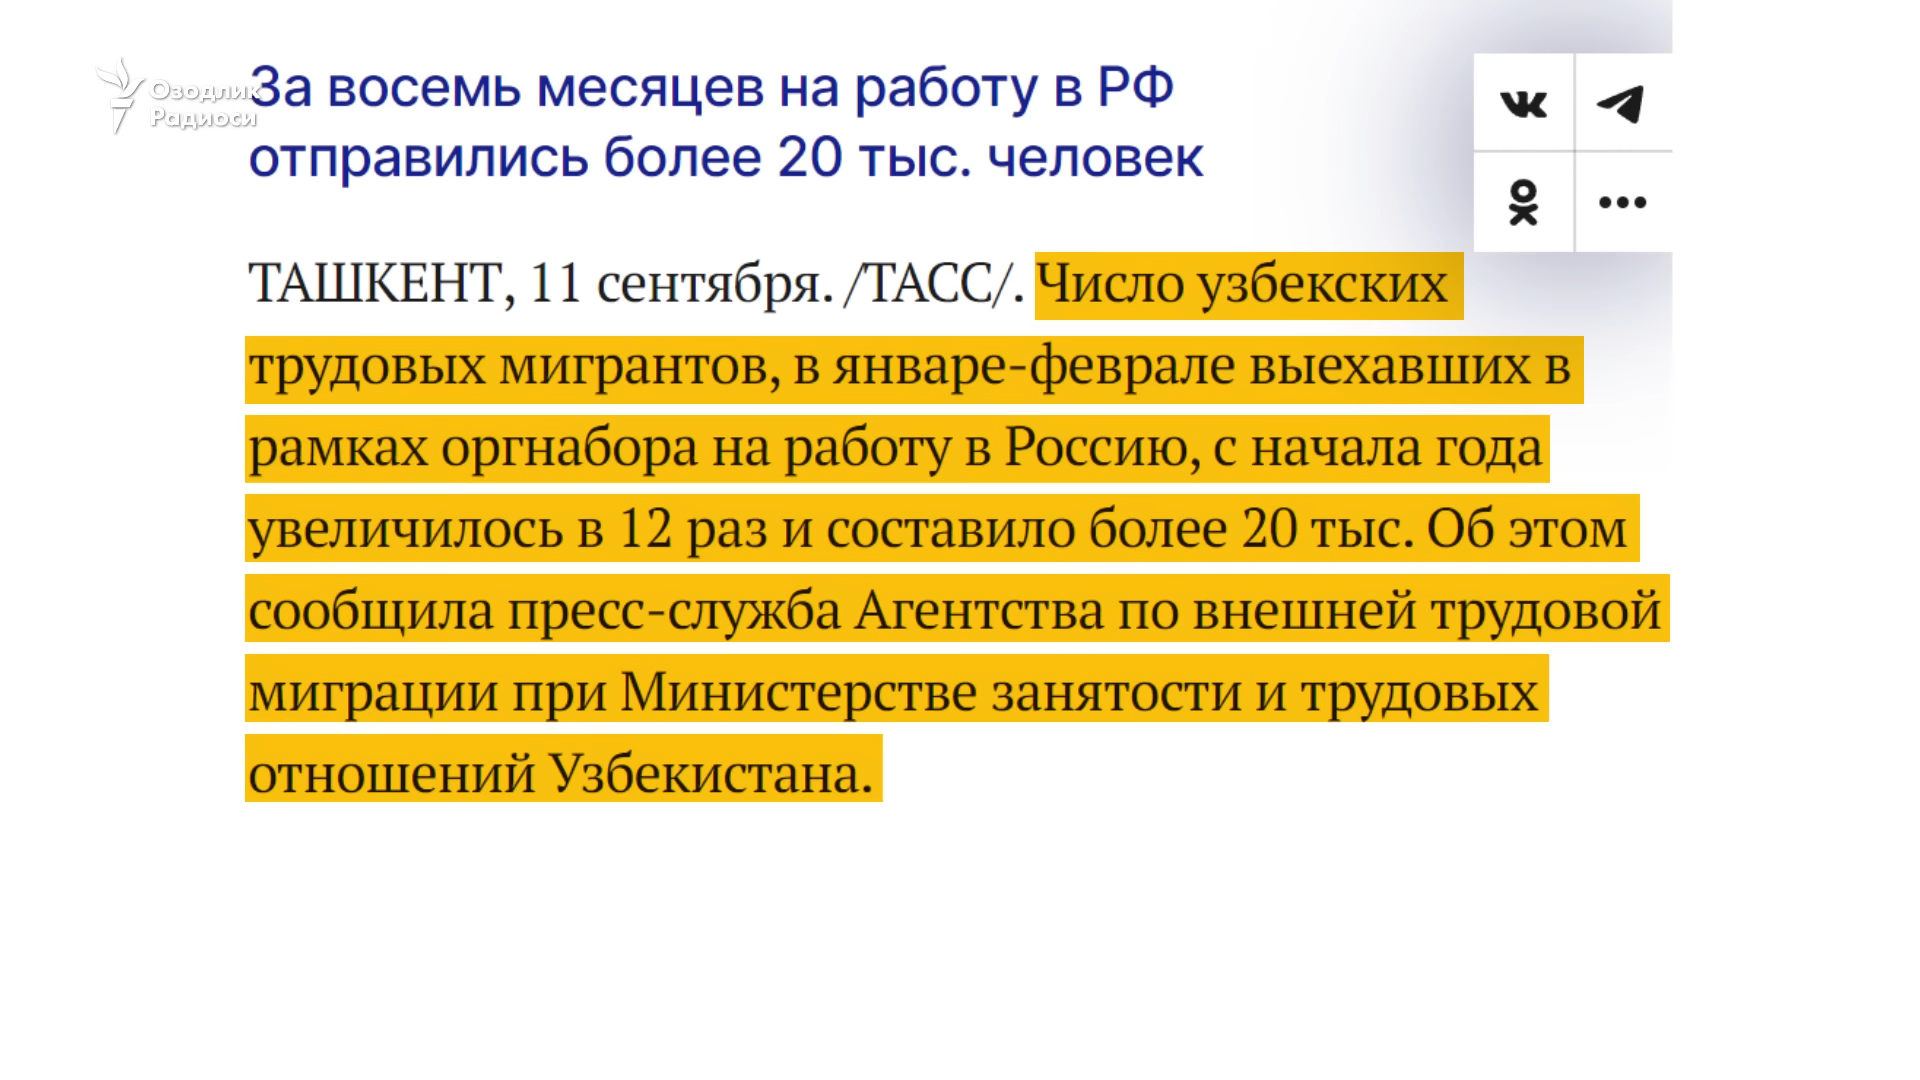 Озодлик
Радиоси
За восемь месяцев на работу в РФ
отправились более 20 тыс. человек
ТАШКЕНТ, 11 сентября. /ТАСС/. Число узбекских
трудовых мигрантов, в январе-феврале выехавших в
рамках оргнабора на работу в Россию, с начала года
увеличилось в 12 раз и составило более 20 тыс. Об этом
сообщила пресс-служба Агентства по внешней трудовой
миграции при Министерстве занятости и трудовых
отношений Узбекистана.